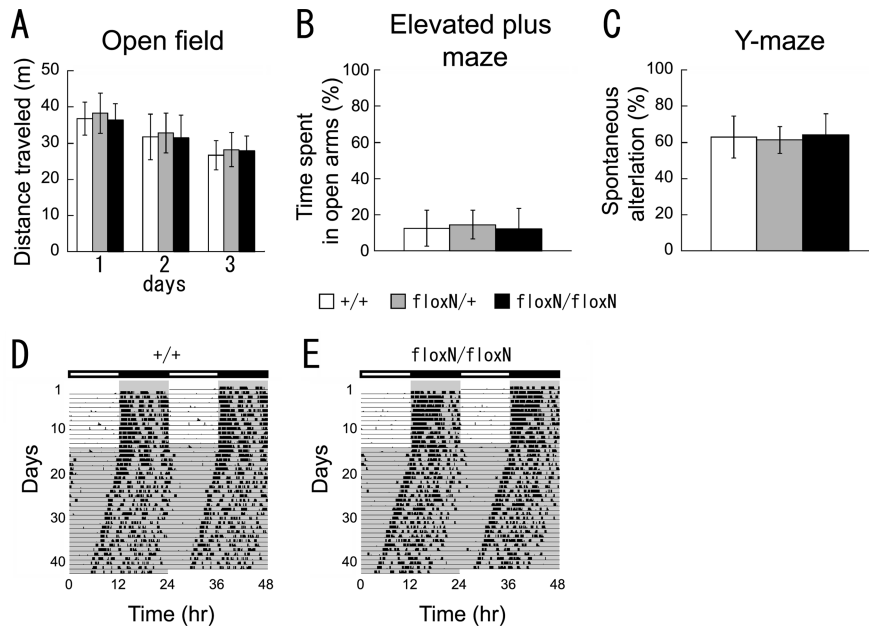 A
Open field
Distance traveled (m)
50
40
30
20
10
0
1 2 3
days
B
Elevated plus
maze
Time spent
in open arms (%)
100
80
60
40
20
0
C
Y-maze
Spontaneous
alterlation (%)
100
80
60
40
20
0
+/+ floxN/+ floxN/floxN
D
+/+
Days
1
10
20
30
40
0 12 24 36 48
Time (hr)
E
floxN/floxN
Days
1
10
20
30
40
0 12 24 36 48
Time (hr)